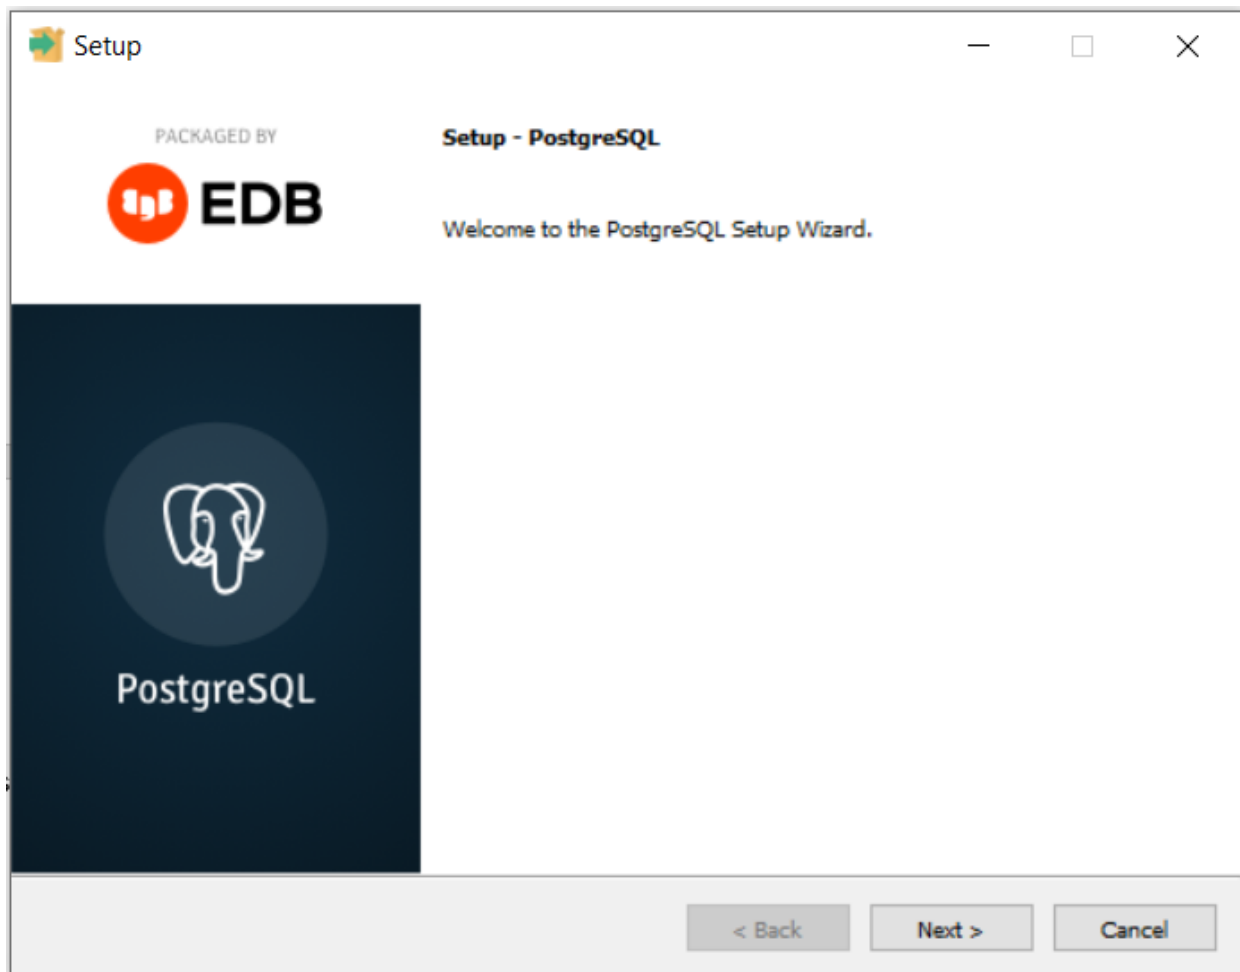 Setup
PACKAGED BY
EDB
Setup - PostgreSQL
Welcome to the PostgreSQL Setup Wizard.
PostgreSQL
< Back
Next >
Cancel